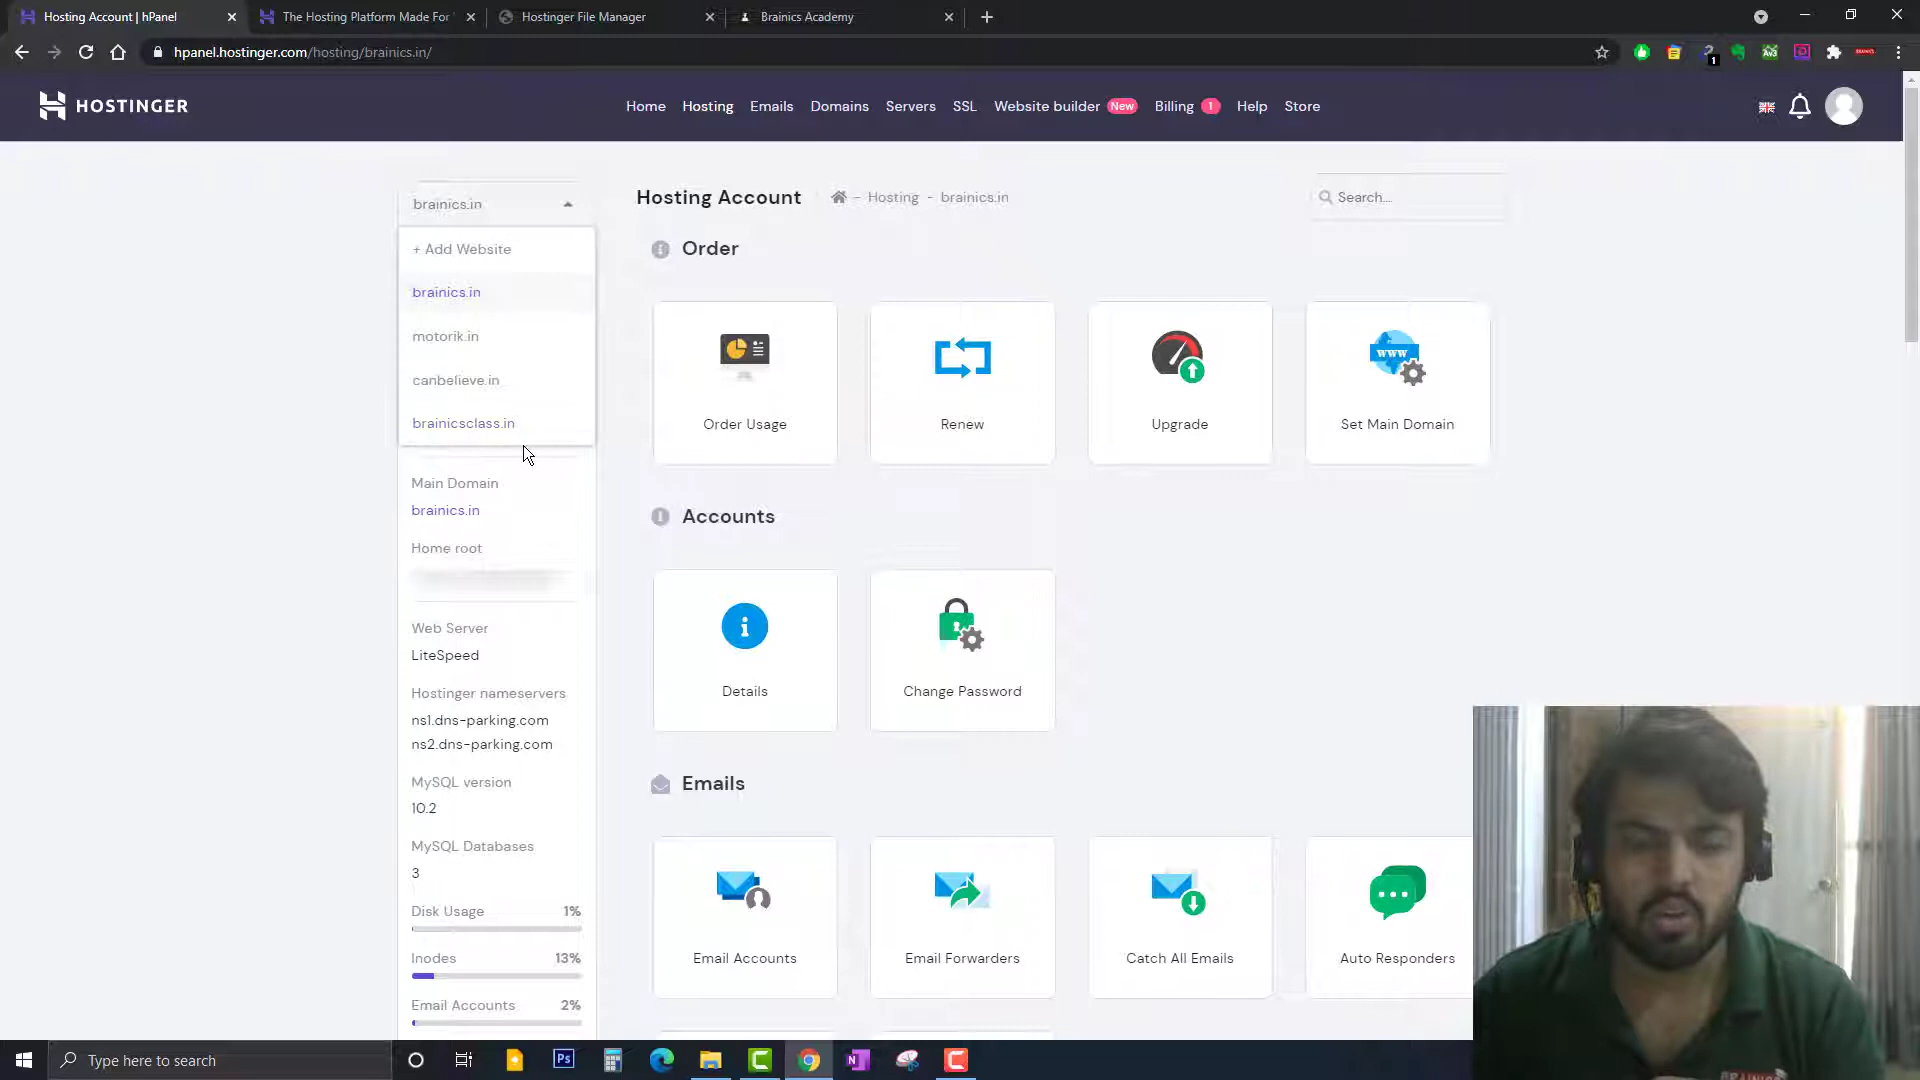 Hosting Account | hPanel
The Hosting Platform Made For
Hostinger File Manager
Brainics Academy
hpanel.hostinger.com/hosting/brainics.in/
1
HOSTINGER
Home
Hosting
Emails
Domains
Servers
SSL
Website builder New
Billing 1
Help
Store
brainics.in
+ Add Website
brainics.in
motorik.in
canbelieve.in
brainicsclass.in
Main Domain
brainics.in
Home root
Web Server
LiteSpeed
Hostinger nameservers
ns1.dns-parking.com
ns2.dns-parking.com
MySQL version
10.2
MySQL Databases
3
Disk Usage 1%
Inodes 13%
Email Accounts 2%
Hosting Account
- Hosting - brainics.in
Search....
Order
Order Usage
Renew
Upgrade
www
Set Main Domain
Accounts
Details
Change Password
Emails
Email Accounts
Email Forwarders
Catch All Emails
Auto Responders
Type here to search
Ps